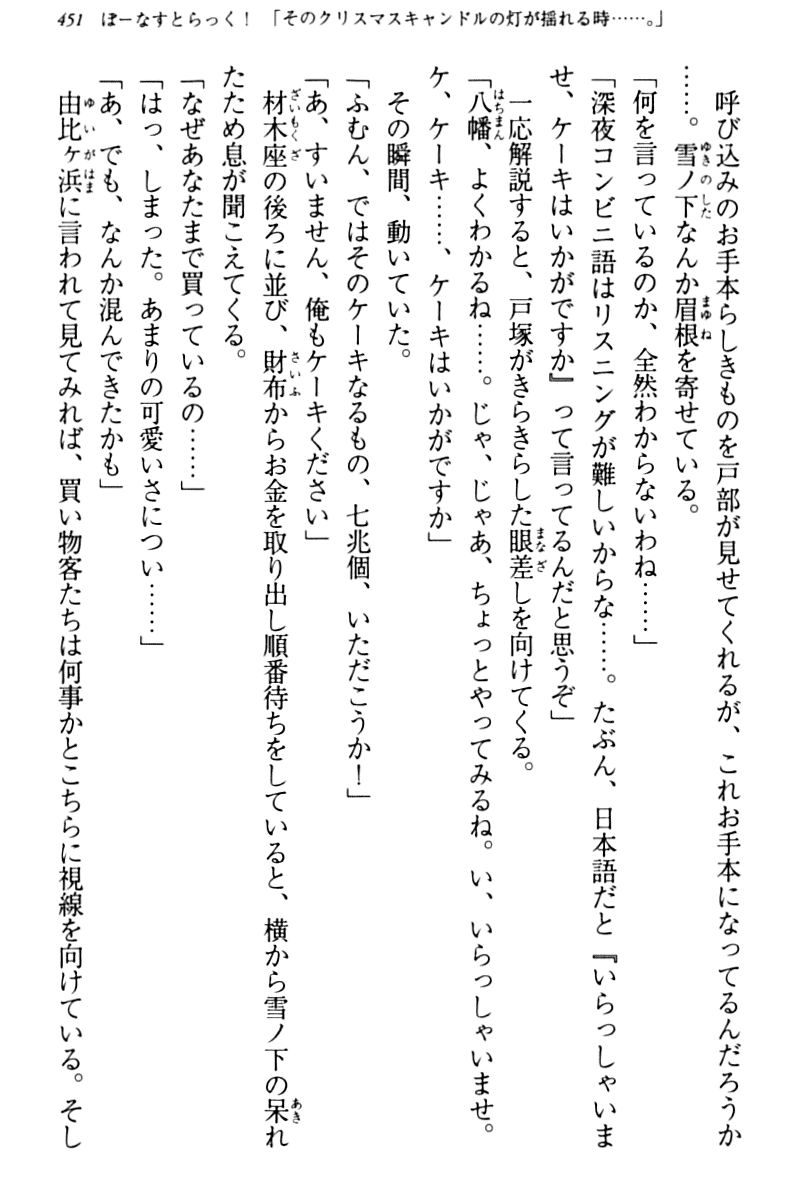 451 ぼーなすとらっく！ 「そのクリスマスキャンドルの灯が揺れる時……。」
呼び込みのお手本らしきものを戸部が見せてくれるが、これお手本になってるんだろうか
……。雪ノ下なんか眉根を寄せている。
「何を言っているのか、全然わからないわね……」
「深夜コンビニ語はリスニングが難しいからな……。たぶん、日本語だと『いらっしゃいま
せ、ケーキはいかがですか』って言ってるんだと思うぞ」
一応解説すると、戸塚がきらきらした眼差しを向けてくる。
「八幡、よくわかるね……。じゃ、じゃあ、ちょっとやってみるね。い、いらっしゃいませ。
ケ、ケーキ……、ケーキはいかがですか」
その瞬間、動いていた。
「ふむん、ではそのケーキなるもの、七兆個、いただこうか！」
「あ、すいません、俺もケーキください」
材木座の後ろに並び、財布からお金を取り出し順番待ちをしていると、横から雪ノ下の呆れ
たため息が聞こえてくる。
「なぜあなたまで買っているの……」
「はっ、しまった。あまりの可愛いさについ……」
「あ、でも、なんか混んできたかも」
由比ヶ浜に言われて見てみれば、買い物客たちは何事かとこちらに視線を向けている。そし